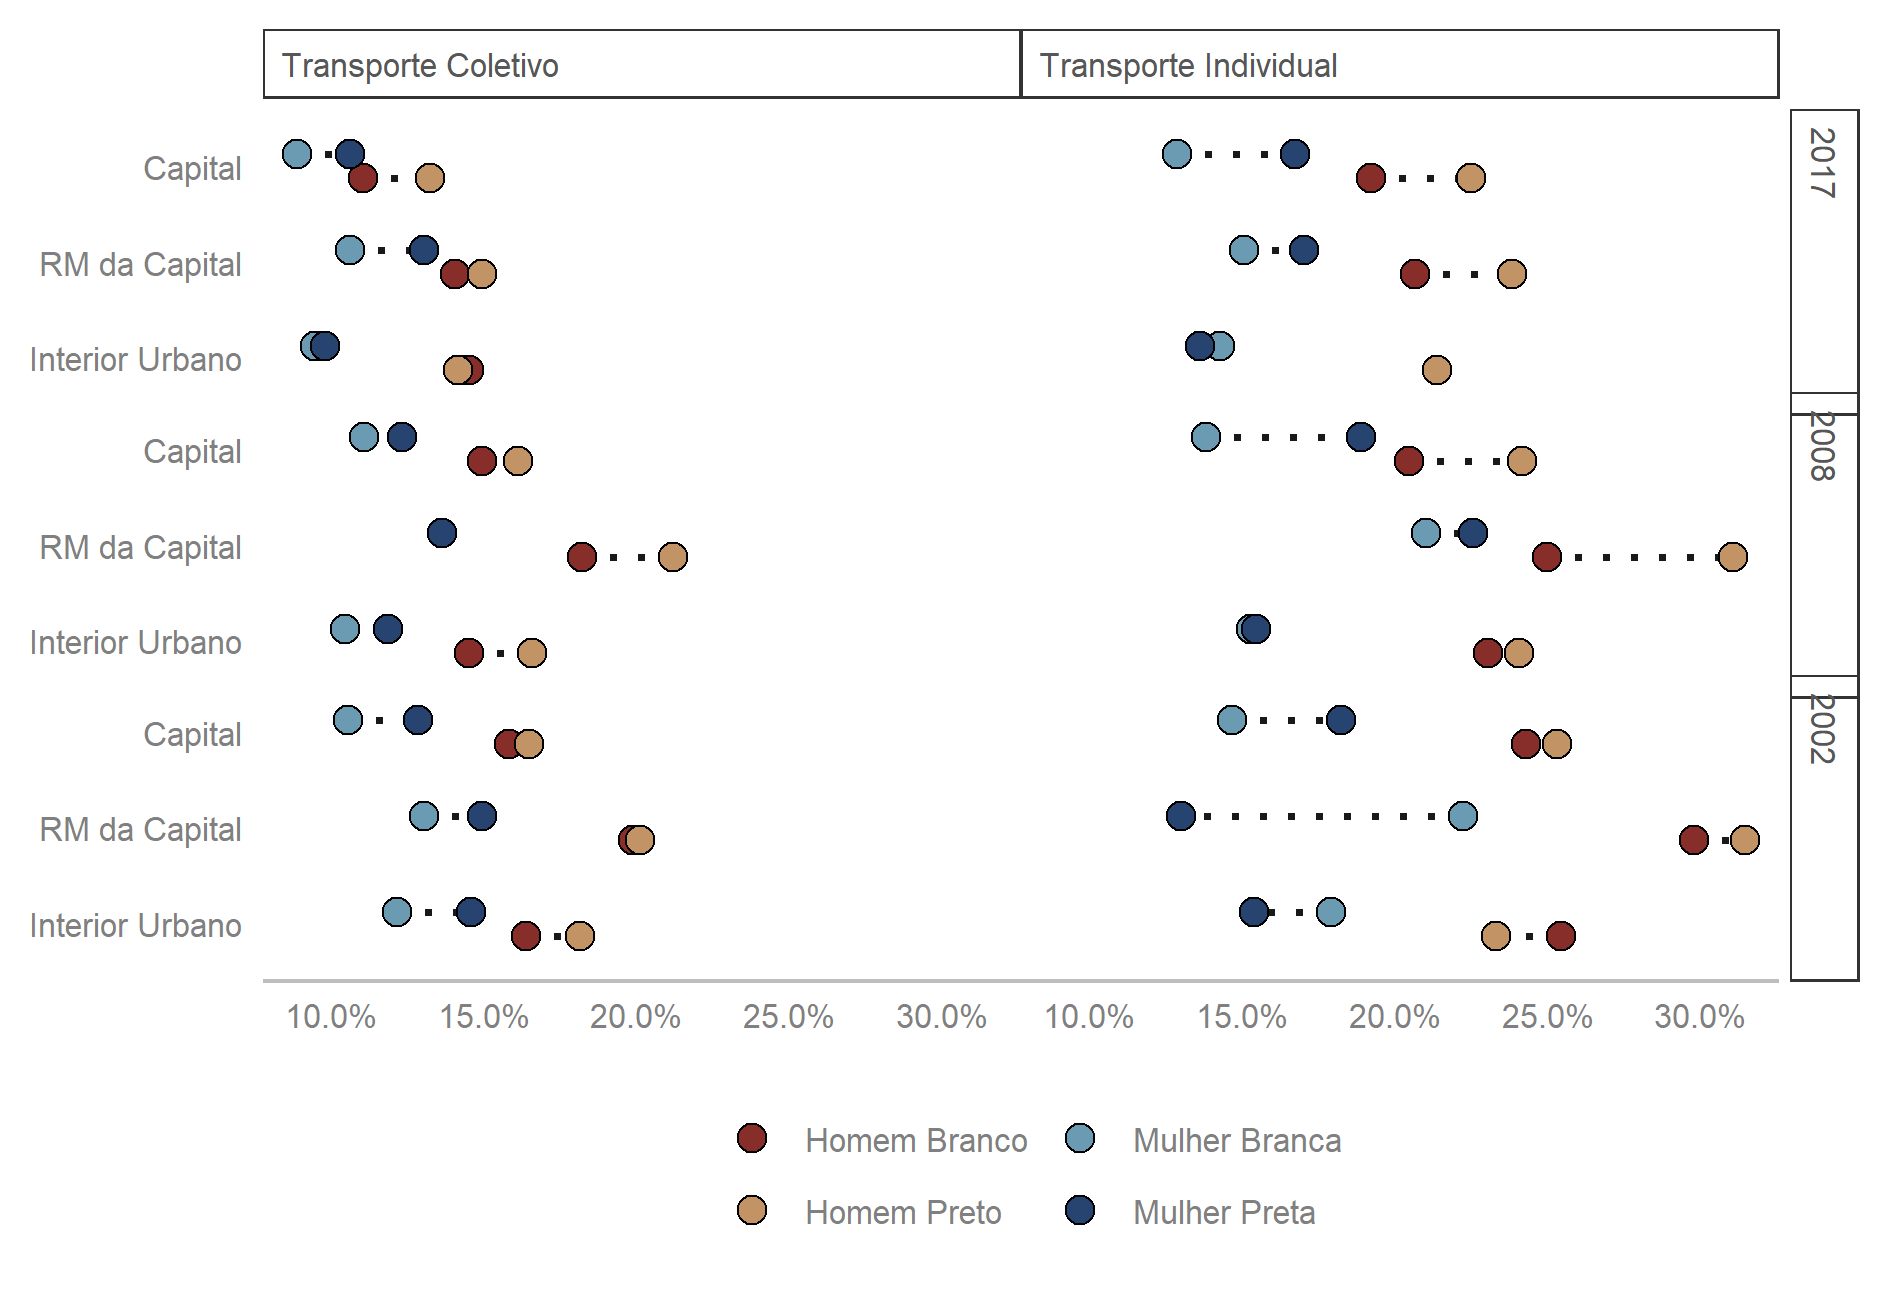 Transporte Coletivo
Transporte Individual
2017
Capital
RM da Capital
Interior Urbano
2008
Capital
RM da Capital
Interior Urbano
2002
Capital
RM da Capital
Interior Urbano
10.0% 15.0% 20.0% 25.0% 30.0%
10.0% 15.0% 20.0% 25.0% 30.0%
Homem Branco
Mulher Branca
Homem Preto
Mulher Preta